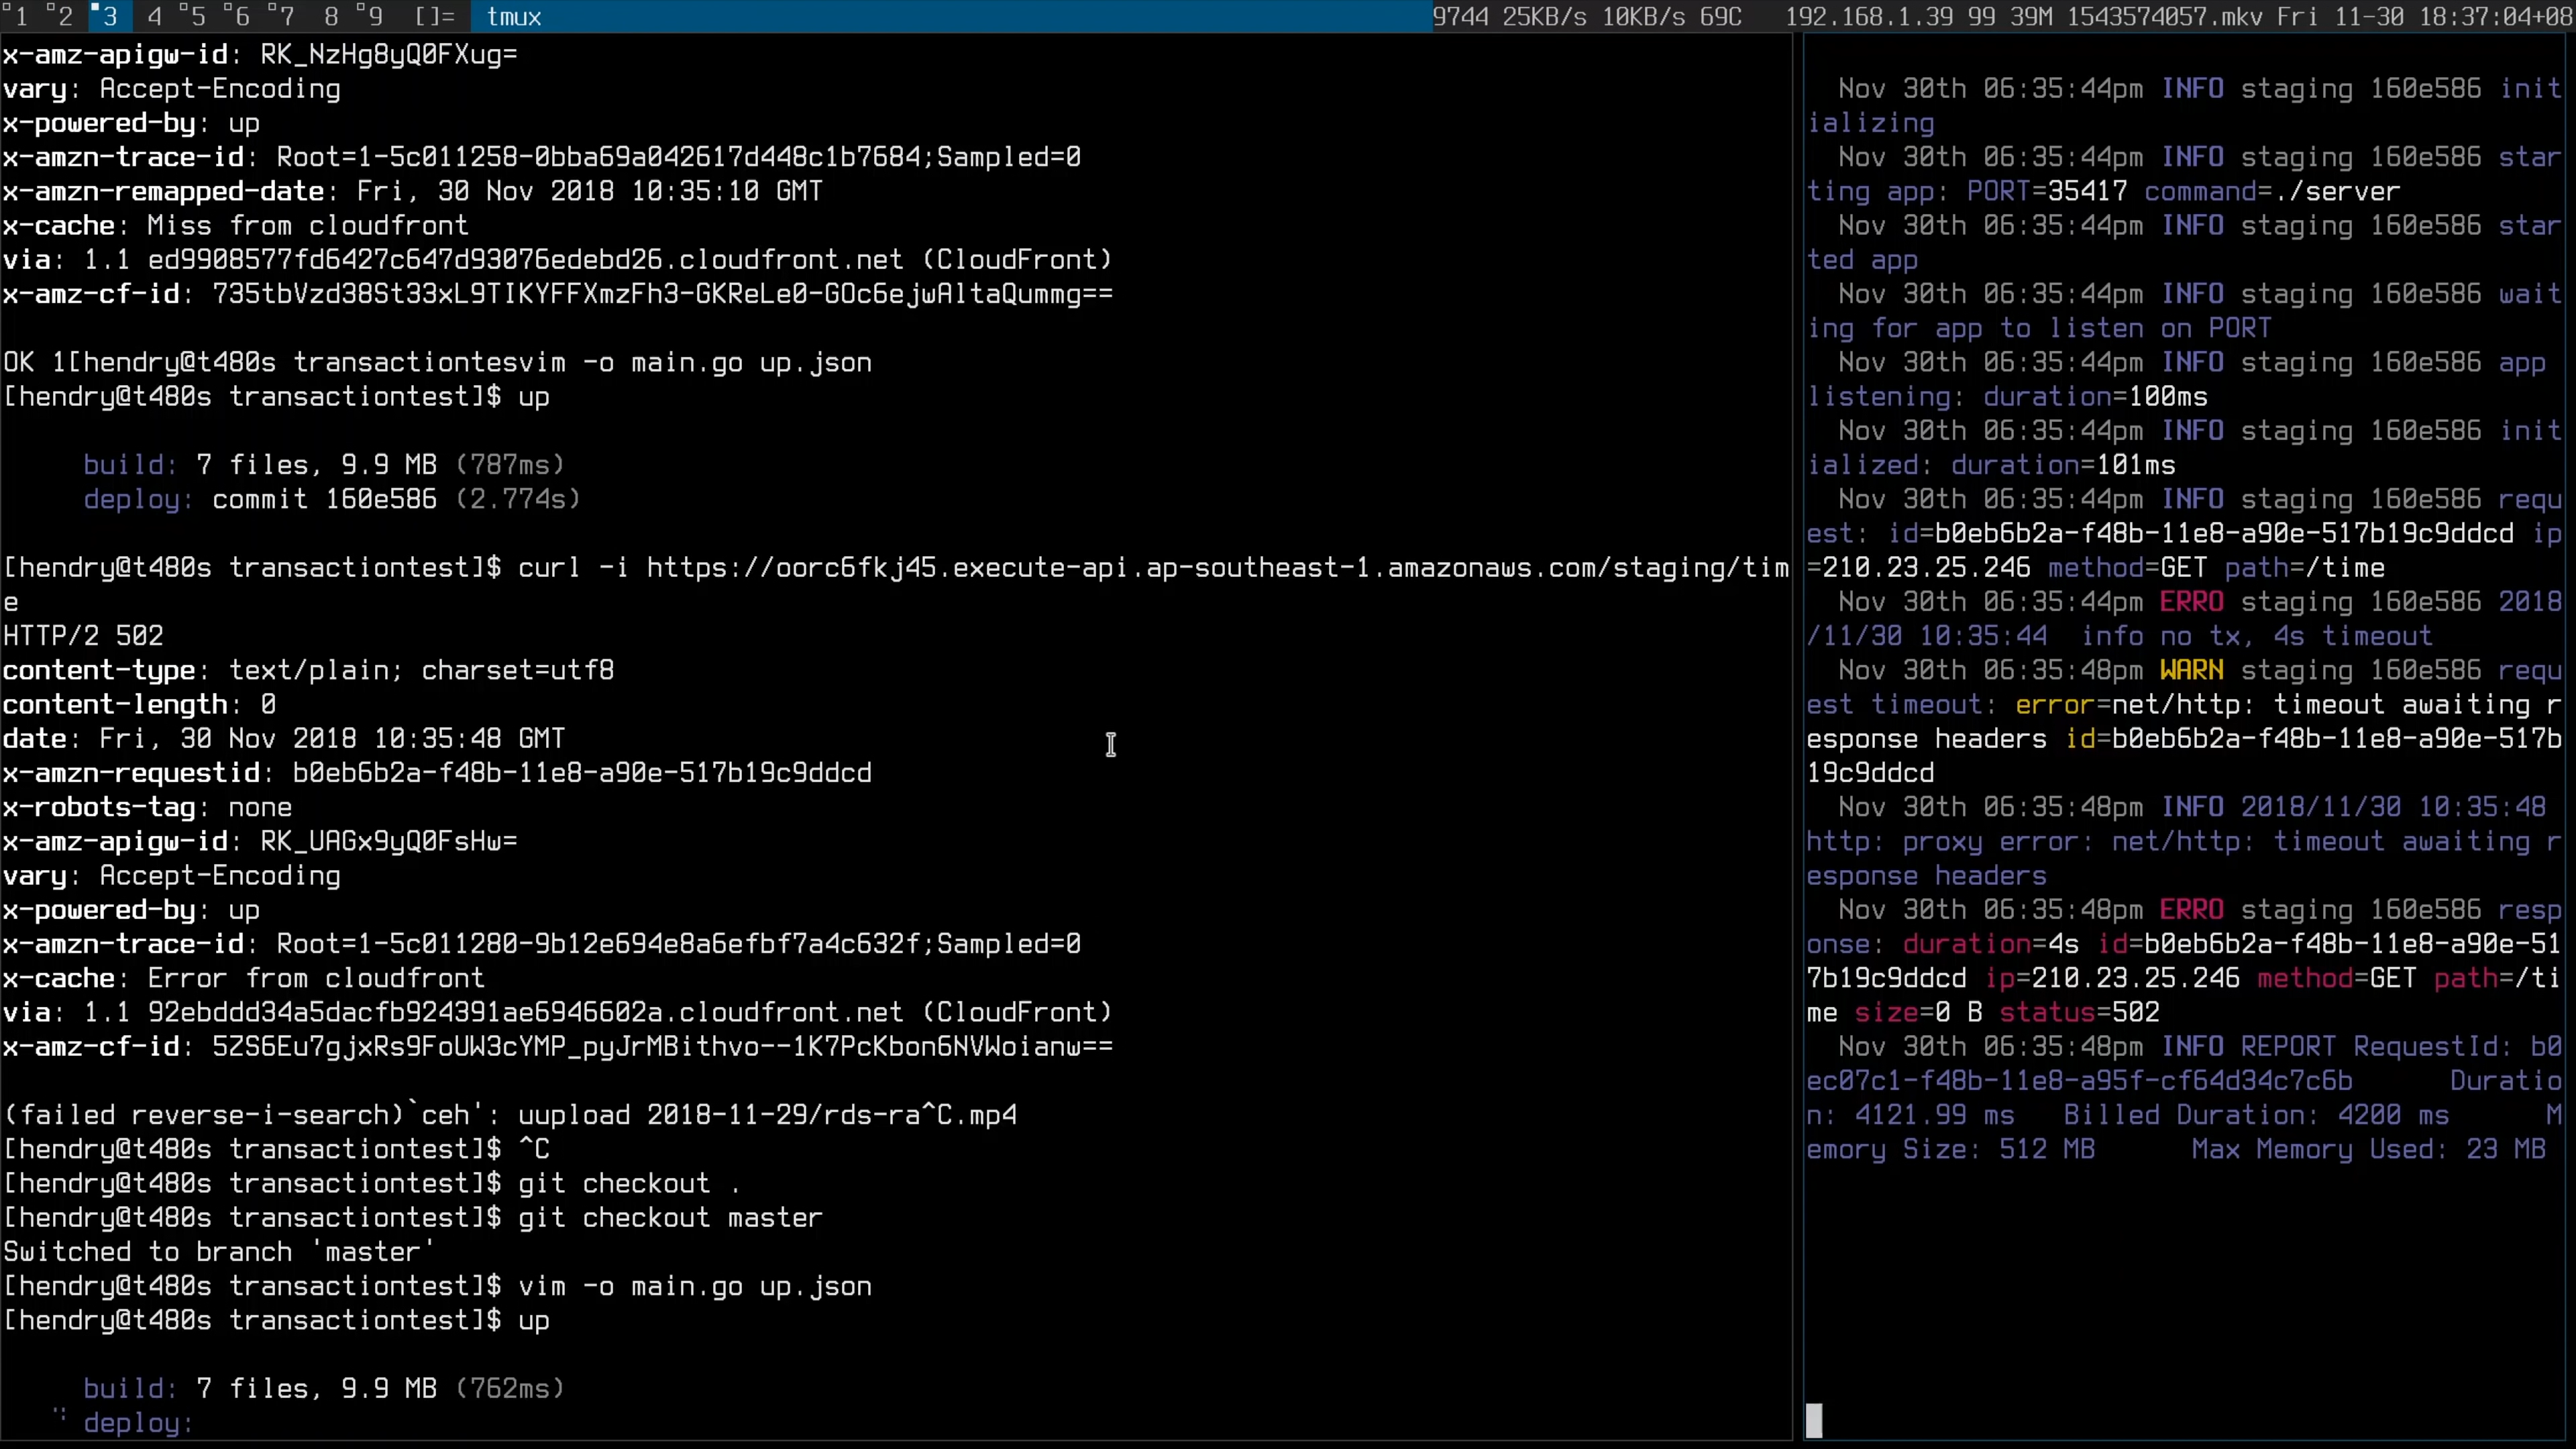 1 2 3 4 5 6 7 8 9 []= tmux 9744 25KB/s 10KB/s 69C 192.168.1.39 99 39M 1543574057.mkv Fri 11-30 18:37:04+08
x-amz-apigw-id: RK_NzHg8yQ0FXug=
vary: Accept-Encoding
x-powered-by: up
x-amzn-trace-id: Root=1-5c011258-0bba69a042617d448c1b7684;Sampled=0
x-amzn-remapped-date: Fri, 30 Nov 2018 10:35:10 GMT
x-cache: Miss from cloudfront
via: 1.1 ed9908577fd6427c647d93076edebd26.cloudfront.net (CloudFront)
x-amz-cf-id: 735tbVzd38St33xL9TIKYFFXmzFh3-GKReLe0-GOc6ejwAltaQummg==
OK 1[hendry@t480s transactiontesvim -o main.go up.json
[hendry@t480s transactiontest]$ up
build: 7 files, 9.9 MB (787ms)
deploy: commit 160e586 (2.774s)
[hendry@t480s transactiontest]$ curl -i https://oorc6fkj45.execute-api.ap-southeast-1.amazonaws.com/staging/tim
e
HTTP/2 502
content-type: text/plain; charset=utf8
content-length: 0
date: Fri, 30 Nov 2018 10:35:48 GMT
x-amzn-requestid: b0eb6b2a-f48b-11e8-a90e-517b19c9ddcd
x-robots-tag: none
x-amz-apigw-id: RK_UAGx9yQ0FsHw=
vary: Accept-Encoding
x-powered-by: up
x-amzn-trace-id: Root=1-5c011280-9b12e694e8a6efbf7a4c632f;Sampled=0
x-cache: Error from cloudfront
via: 1.1 92ebddd34a5dacfb924391ae6946602a.cloudfront.net (CloudFront)
x-amz-cf-id: 5ZS6Eu7gjxRs9FoUW3cYMP_pyJrMBithvo--1K7PcKbon6NVWoianw==
(failed reverse-i-search)`ceh': uupload 2018-11-29/rds-ra^C.mp4
[hendry@t480s transactiontest]$ ^C
[hendry@t480s transactiontest]$ git checkout .
[hendry@t480s transactiontest]$ git checkout master
Switched to branch 'master'
[hendry@t480s transactiontest]$ vim -o main.go up.json
[hendry@t480s transactiontest]$ up
build: 7 files, 9.9 MB (762ms)
deploy:
Nov 30th 06:35:44pm INFO staging 160e586 init
ializing
Nov 30th 06:35:44pm INFO staging 160e586 star
ting app: PORT=35417 command=./server
Nov 30th 06:35:44pm INFO staging 160e586 star
ted app
Nov 30th 06:35:44pm INFO staging 160e586 wait
ing for app to listen on PORT
Nov 30th 06:35:44pm INFO staging 160e586 app
listening: duration=100ms
Nov 30th 06:35:44pm INFO staging 160e586 init
ialized: duration=101ms
Nov 30th 06:35:44pm INFO staging 160e586 requ
est: id=b0eb6b2a-f48b-11e8-a90e-517b19c9ddcd ip
=210.23.25.246 method=GET path=/time
Nov 30th 06:35:44pm ERRO staging 160e586 2018
/11/30 10:35:44 info no tx, 4s timeout
Nov 30th 06:35:48pm WARN staging 160e586 requ
est timeout: error=net/http: timeout awaiting r
esponse headers id=b0eb6b2a-f48b-11e8-a90e-517b
19c9ddcd
Nov 30th 06:35:48pm INFO 2018/11/30 10:35:48
http: proxy error: net/http: timeout awaiting r
esponse headers
Nov 30th 06:35:48pm ERRO staging 160e586 resp
onse: duration=4s id=b0eb6b2a-f48b-11e8-a90e-51
7b19c9ddcd ip=210.23.25.246 method=GET path=/ti
me size=0 B status=502
Nov 30th 06:35:48pm INFO REPORT RequestId: b0
ec07c1-f48b-11e8-a95f-cf64d34c7c6b Duratio
n: 4121.99 ms Billed Duration: 4200 ms M
emory Size: 512 MB Max Memory Used: 23 MB